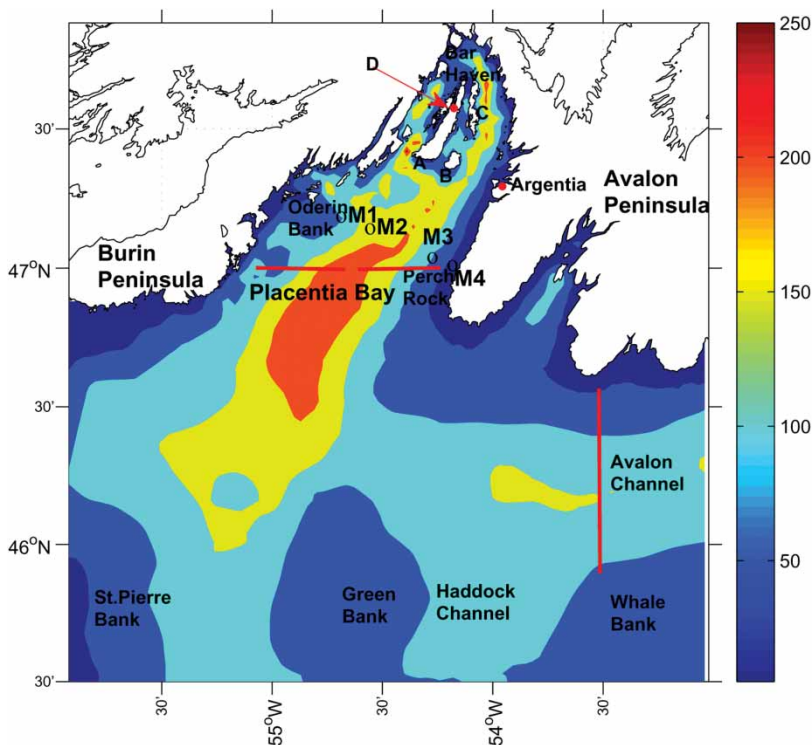 Bar
Haven
D
C
A
B
Argentia
Avalon
Peninsula
Oderin
Bank
M1
M2
M3
M4
Perch
Rock
Burin
Peninsula
Placentia Bay
Avalon
Channel
St.Pierre
Bank
Green
Bank
Haddock
Channel
Whale
Bank
30'
47°N
30'
46°N
30'
30'
55°W
30'
54°W
30'
250
200
150
100
50